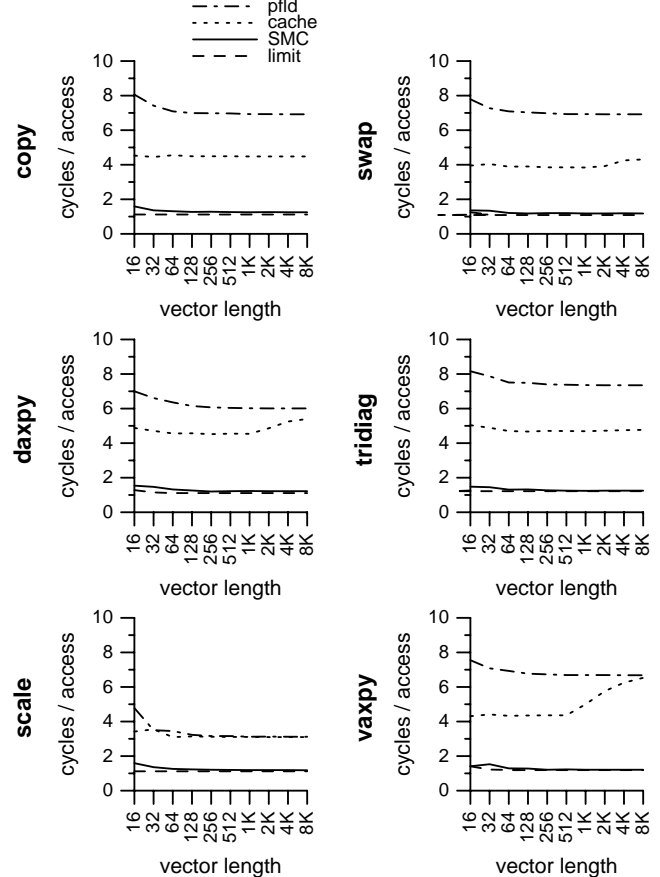 pfld
cache
SMC
limit
copy
cycles / access
10
8
6
4
2
0
16
32
64
128
256
512
1K
2K
4K
8K
vector length
swap
cycles / access
10
8
6
4
2
0
16
32
64
128
256
512
1K
2K
4K
8K
vector length
daxpy
cycles / access
10
8
6
4
2
0
16
32
64
128
256
512
1K
2K
4K
8K
vector length
tridiag
cycles / access
10
8
6
4
2
0
16
32
64
128
256
512
1K
2K
4K
8K
vector length
scale
cycles / access
10
8
6
4
2
0
16
32
64
128
256
512
1K
2K
4K
8K
vector length
vaxpy
cycles / access
10
8
6
4
2
0
16
32
64
128
256
512
1K
2K
4K
8K
vector length